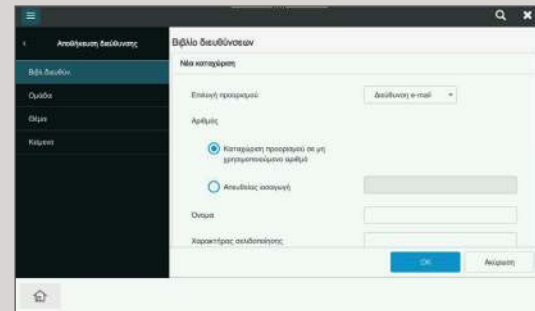 Αποθήκευση διεύθυνσης
Βιβλίο διευθύνσεων
Νέα καταχώριση
Βιβλ διευθύν.
Ομάδα
Θέμα
Κείμενο
Επιλογή προορισμού
Διεύθυνση e-mail
Αριθμός
Καταχώριση προορισμού σε μη
χρησιμοποιούμενο αριθμό
Απευθείας εισαγωγή
Όνομα
Χαρακτήρας σελιδοποίησης
OK
Ακύρωση